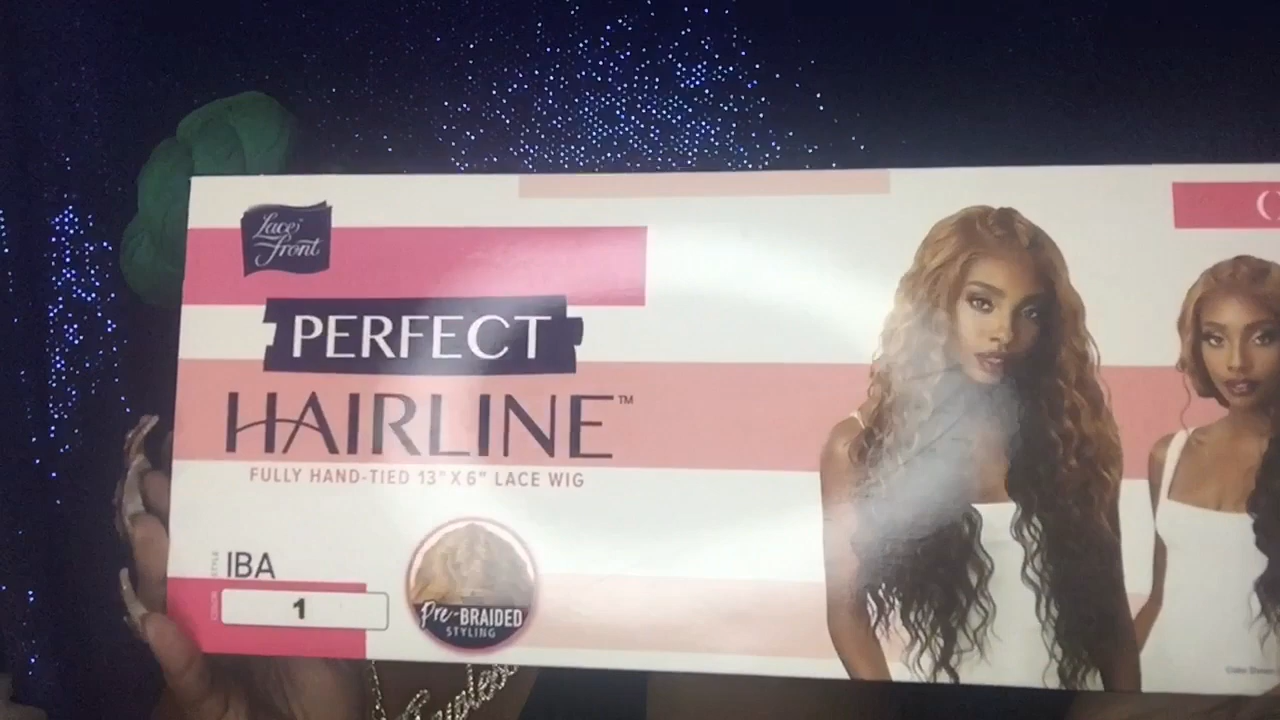 Lace
Front
PERFECT
HAIRLINE™
FULLY HAND-TIED 13" X 6" LACE WIG
STYLE IBA
COLOR 1
Pre-BRAIDED
STYLING